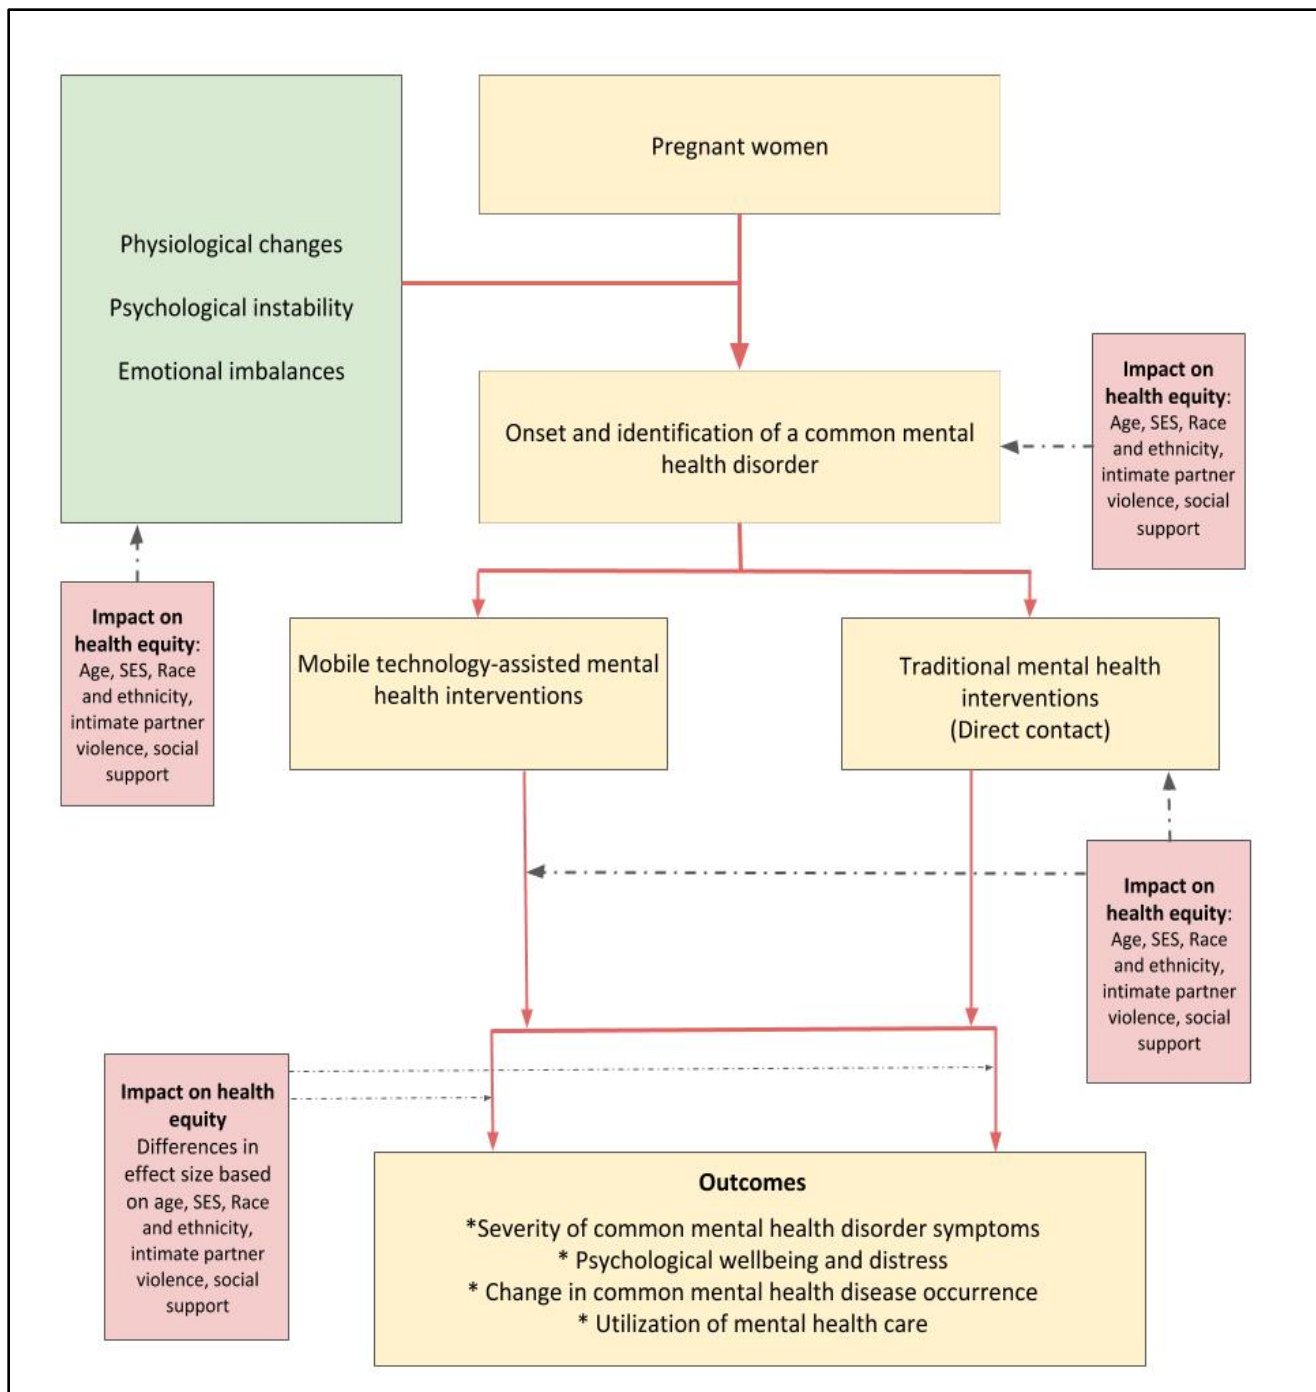 Pregnant women
Physiological changes
Psychological instability
Emotional imbalances
Onset and identification of a common mental
health disorder
Impact on
health equity:
Age, SES, Race
and ethnicity,
intimate partner
violence, social
support
Impact on
health equity:
Age, SES, Race
and ethnicity,
intimate partner
violence, social
support
Mobile technology-assisted mental
health interventions
Traditional mental health
interventions
(Direct contact)
Impact on
health equity:
Age, SES, Race
and ethnicity,
intimate partner
violence, social
support
Impact on health
equity
Differences in
effect size based
on age, SES, Race
and ethnicity,
intimate partner
violence, social
support
Outcomes
*Severity of common mental health disorder symptoms
* Psychological wellbeing and distress
* Change in common mental health disease occurrence
* Utilization of mental health care